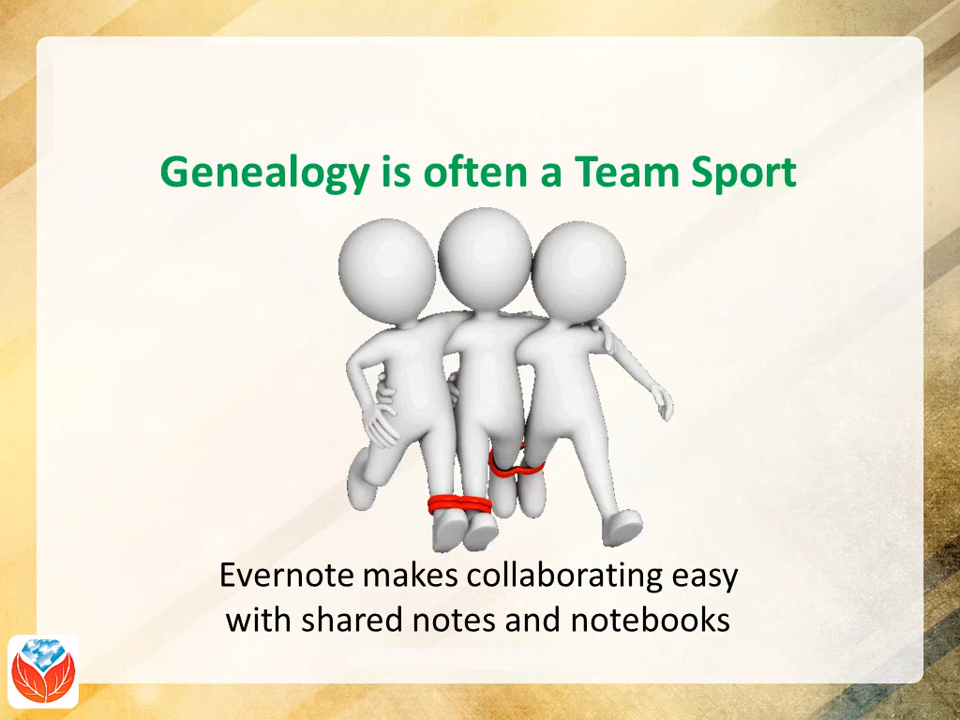 Genealogy is often a Team Sport
Evernote makes collaborating easy
with shared notes and notebooks